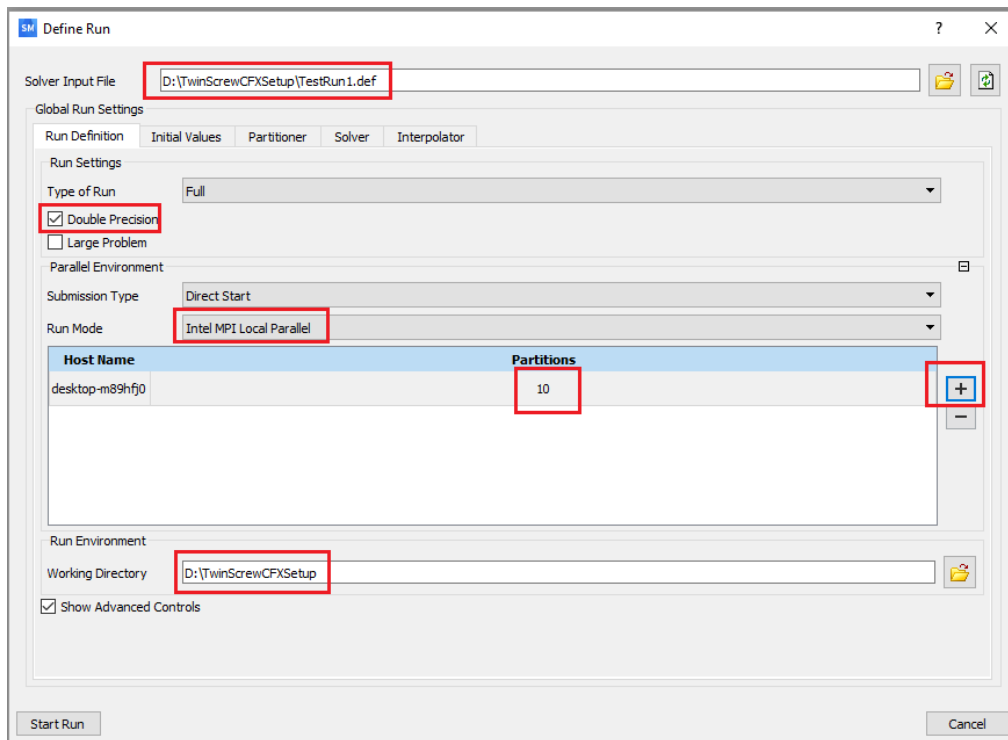 SM Define Run ? ×
Solver Input File D:\TwinScrewCFXSetup\TestRun1.def
Global Run Settings
Run Definition Initial Values Partitioner Solver Interpolator
Run Settings
Type of Run Full
Double Precision
Large Problem
Parallel Environment
Submission Type Direct Start
Run Mode Intel MPI Local Parallel
Host Name Partitions
desktop-m89hfj0 10 +
−
Run Environment
Working Directory D:\TwinScrewCFXSetup
Show Advanced Controls
Start Run Cancel